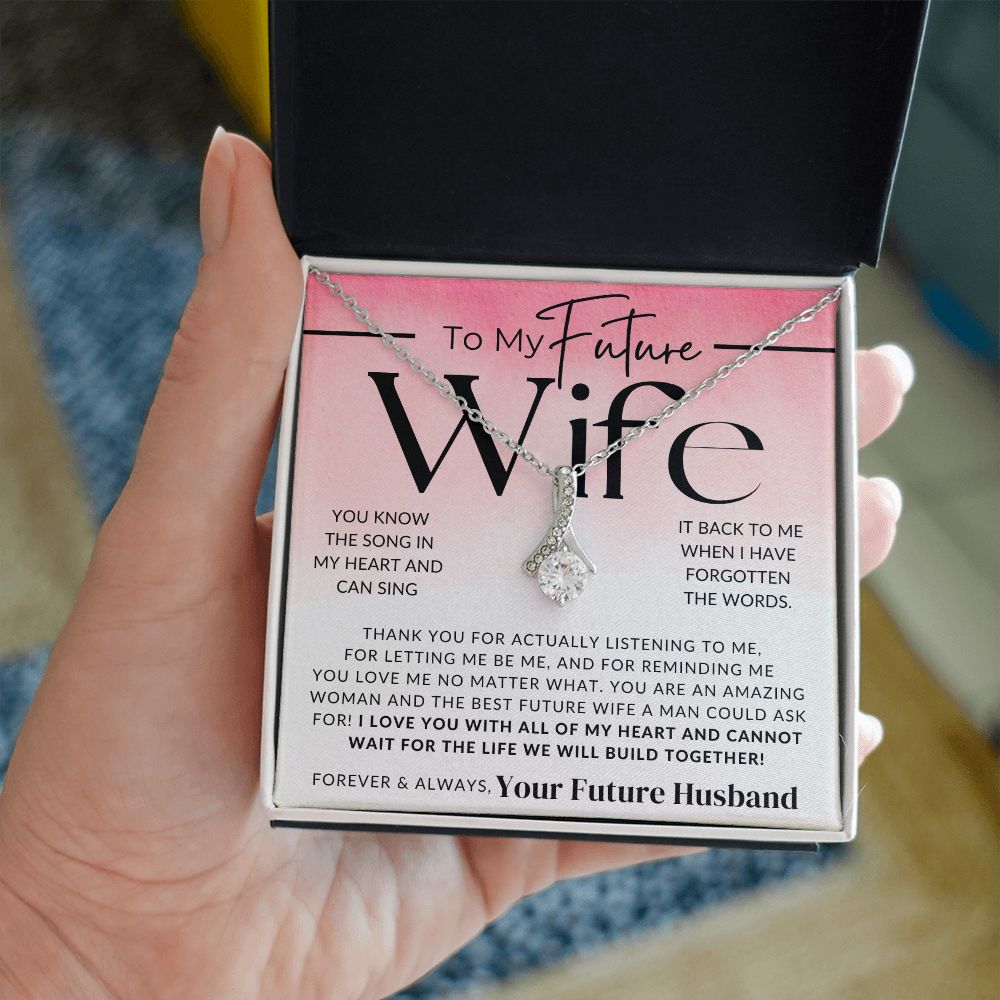 To My Future
Wife
YOU KNOW
THE SONG IN
MY HEART AND
CAN SING
IT BACK TO ME
WHEN I HAVE
FORGOTTEN
THE WORDS.
THANK YOU FOR ACTUALLY LISTENING TO ME,
FOR LETTING ME BE ME, AND FOR REMINDING ME
YOU LOVE ME NO MATTER WHAT. YOU ARE AN AMAZING
WOMAN AND THE BEST FUTURE WIFE A MAN COULD ASK
FOR! I LOVE YOU WITH ALL OF MY HEART AND CANNOT
WAIT FOR THE LIFE WE WILL BUILD TOGETHER!
FOREVER & ALWAYS, Your Future Husband